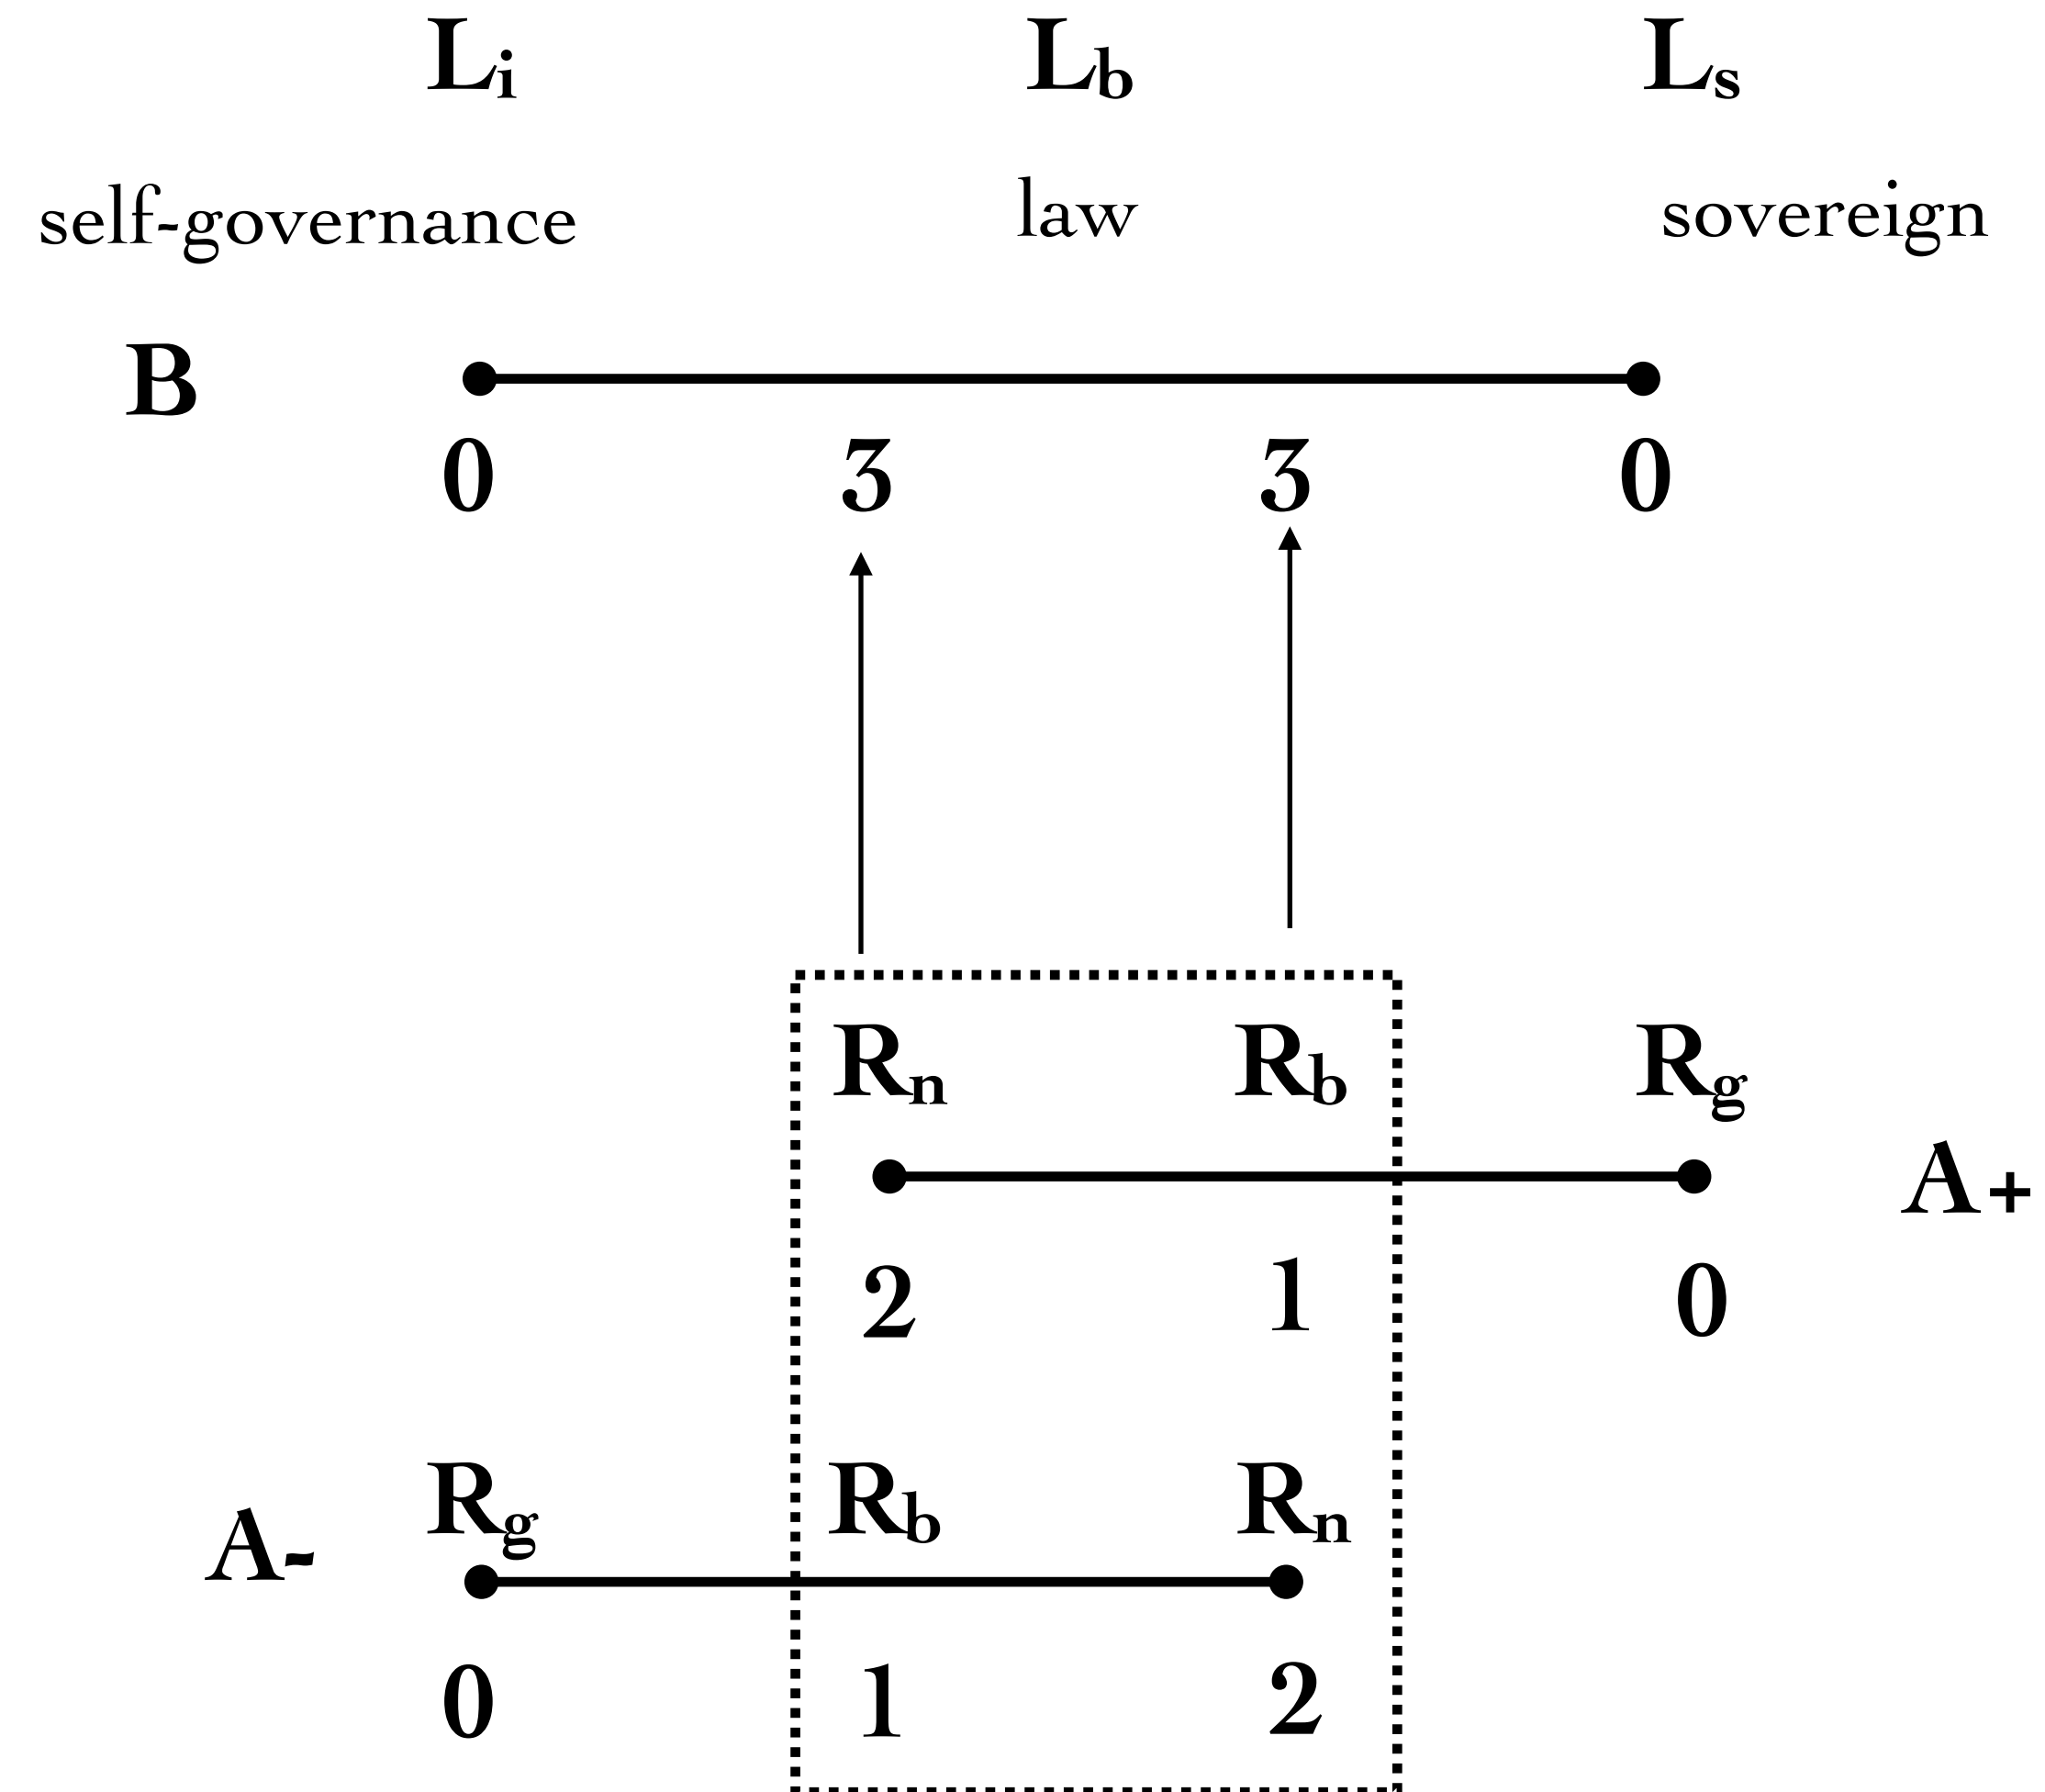 Li Lb Ls
self-governance law sovereign
B
0 3 3 0
Rn Rb Rg
A+
2 1 0
Rg Rb Rn
A-
0 1 2